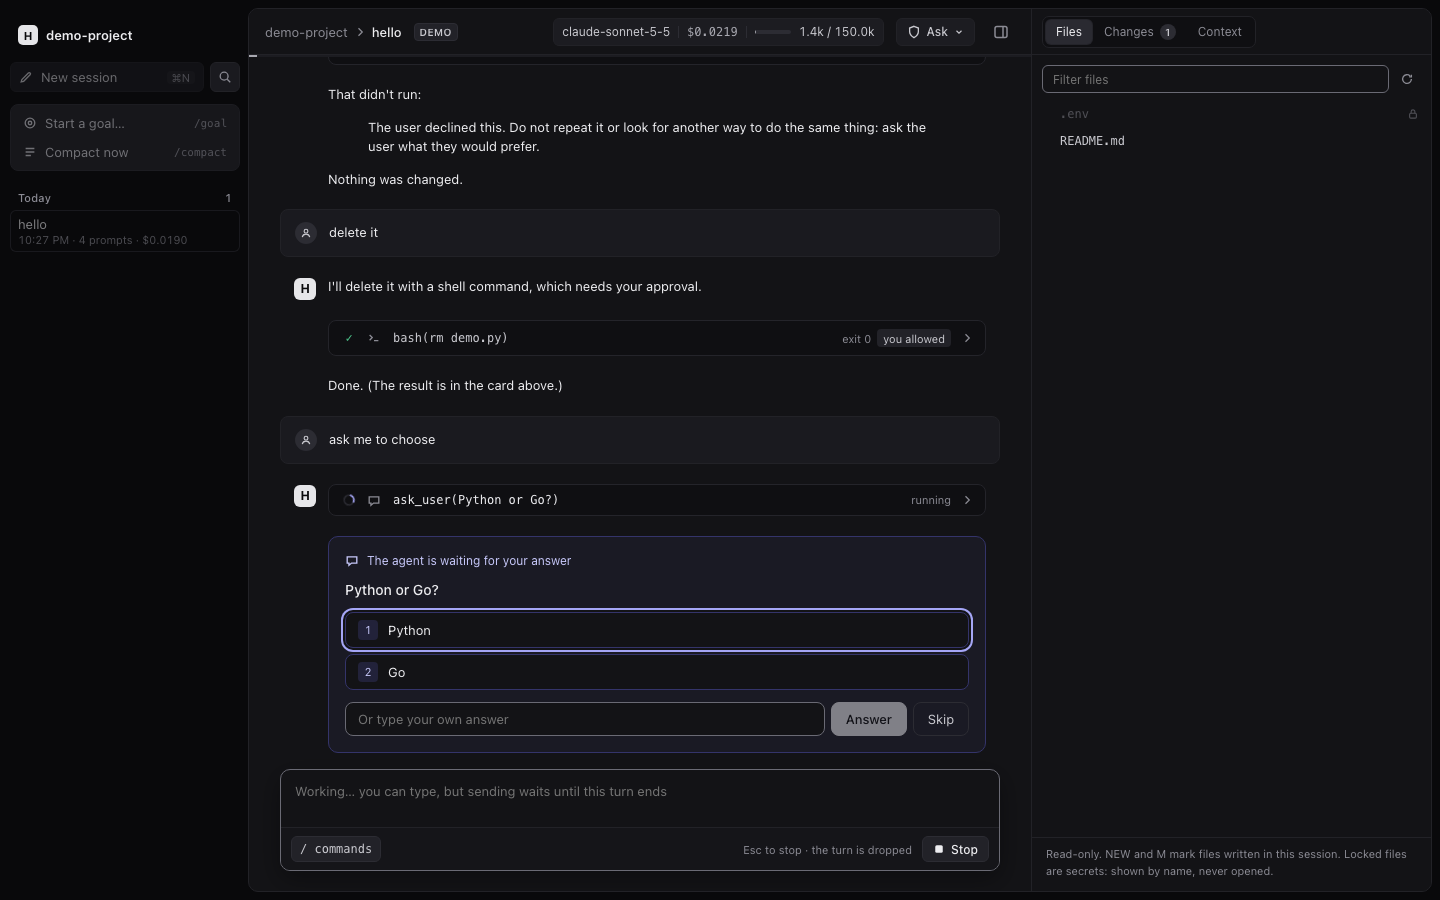 H demo-project
New session ⌘N
Start a goal... /goal
Compact now /compact
Today 1
hello
10:27 PM · 4 prompts · $0.0190
demo-project > hello DEMO
claude-sonnet-5-5 $0.0219 1.4k / 150.0k
Ask
That didn't run:
The user declined this. Do not repeat it or look for another way to do the same thing: ask the
user what they would prefer.
Nothing was changed.
delete it
H I'll delete it with a shell command, which needs your approval.
✓ >_ bash(rm demo.py) exit 0 you allowed >
Done. (The result is in the card above.)
ask me to choose
H ask_user(Python or Go?) running >
The agent is waiting for your answer
Python or Go?
1 Python
2 Go
Or type your own answer Answer Skip
Working... you can type, but sending waits until this turn ends
/ commands Esc to stop · the turn is dropped Stop
Files Changes 1 Context
Filter files
.env
README.md
Read-only. NEW and M mark files written in this session. Locked files
are secrets: shown by name, never opened.